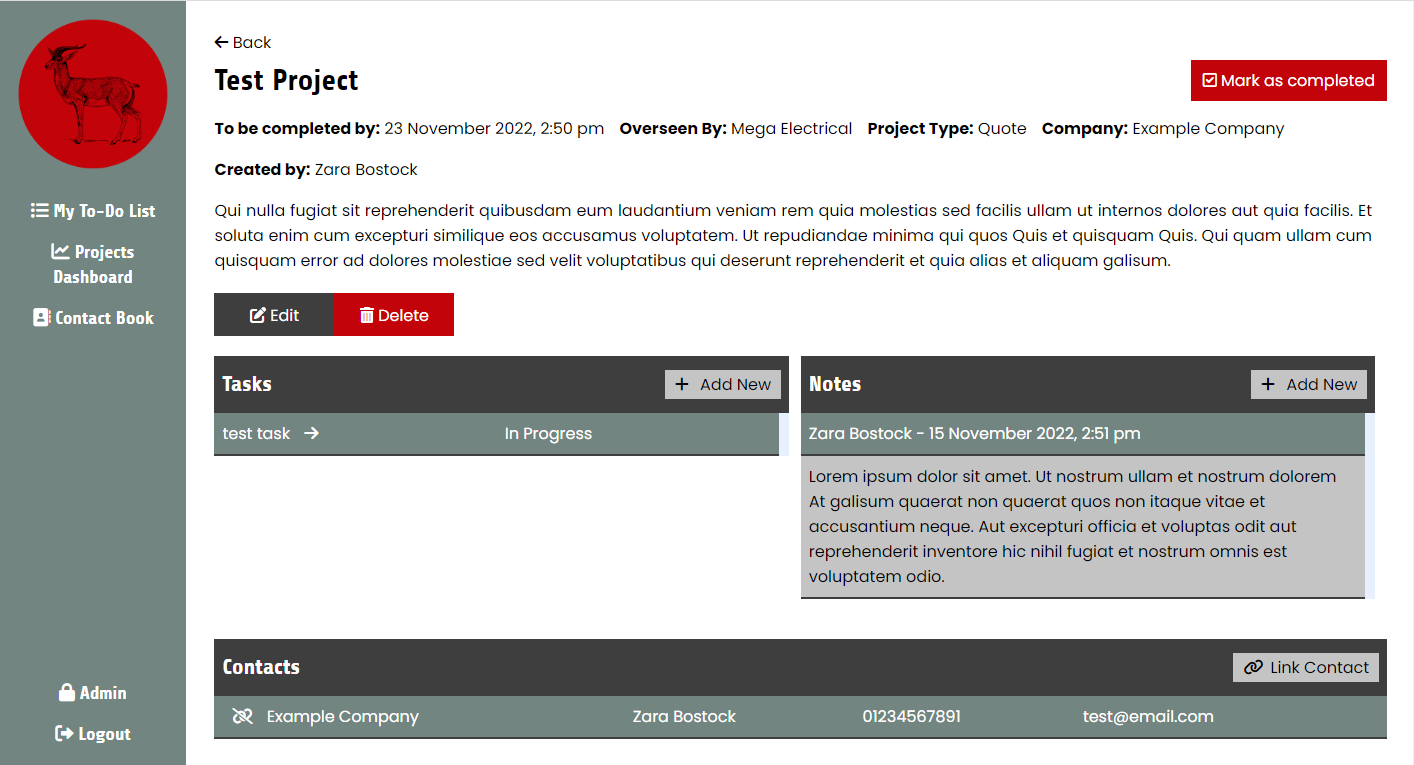 Back
Test Project
Mark as completed
To be completed by: 23 November 2022, 2:50 pm Overseen By: Mega Electrical Project Type: Quote Company: Example Company
Created by: Zara Bostock
Qui nulla fugiat sit reprehenderit quibusdam eum laudantium veniam rem quia molestias sed facilis ullam ut internos dolores aut quia facilis. Et
soluta enim cum excepturi similique eos accusamus voluptatem. Ut repudiandae minima qui quos Quis et quisquam Quis. Qui quam ullam cum
quisquam error ad dolores molestiae sed velit voluptatibus qui deserunt reprehenderit et quia alias et aliquam galisum.
Edit Delete
Tasks Add New
test task In Progress
Notes Add New
Zara Bostock - 15 November 2022, 2:51 pm
Lorem ipsum dolor sit amet. Ut nostrum ullam et nostrum dolorem
At galisum quaerat non quaerat quos non itaque vitae et
accusantium neque. Aut excepturi officia et voluptas odit aut
reprehenderit inventore hic nihil fugiat et nostrum omnis est
voluptatem odio.
Contacts Link Contact
Example Company Zara Bostock 01234567891 test@email.com
My To-Do List
Projects
Dashboard
Contact Book
Admin
Logout